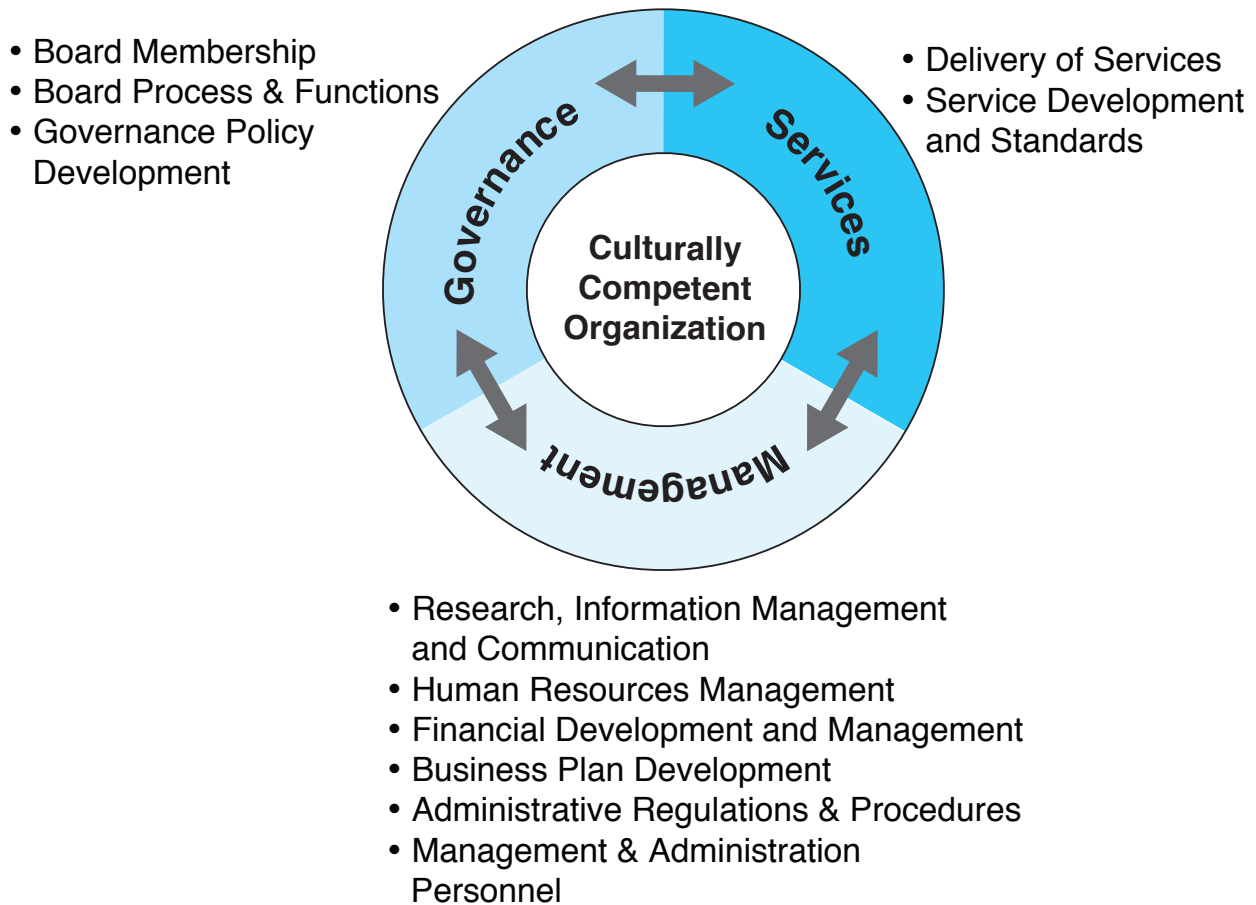 • Board Membership
• Board Process & Functions
• Governance Policy
Development
• Delivery of Services
• Service Development
and Standards
Governance
Services
Culturally
Competent
Organization
Management
• Research, Information Management
and Communication
• Human Resources Management
• Financial Development and Management
• Business Plan Development
• Administrative Regulations & Procedures
• Management & Administration
Personnel